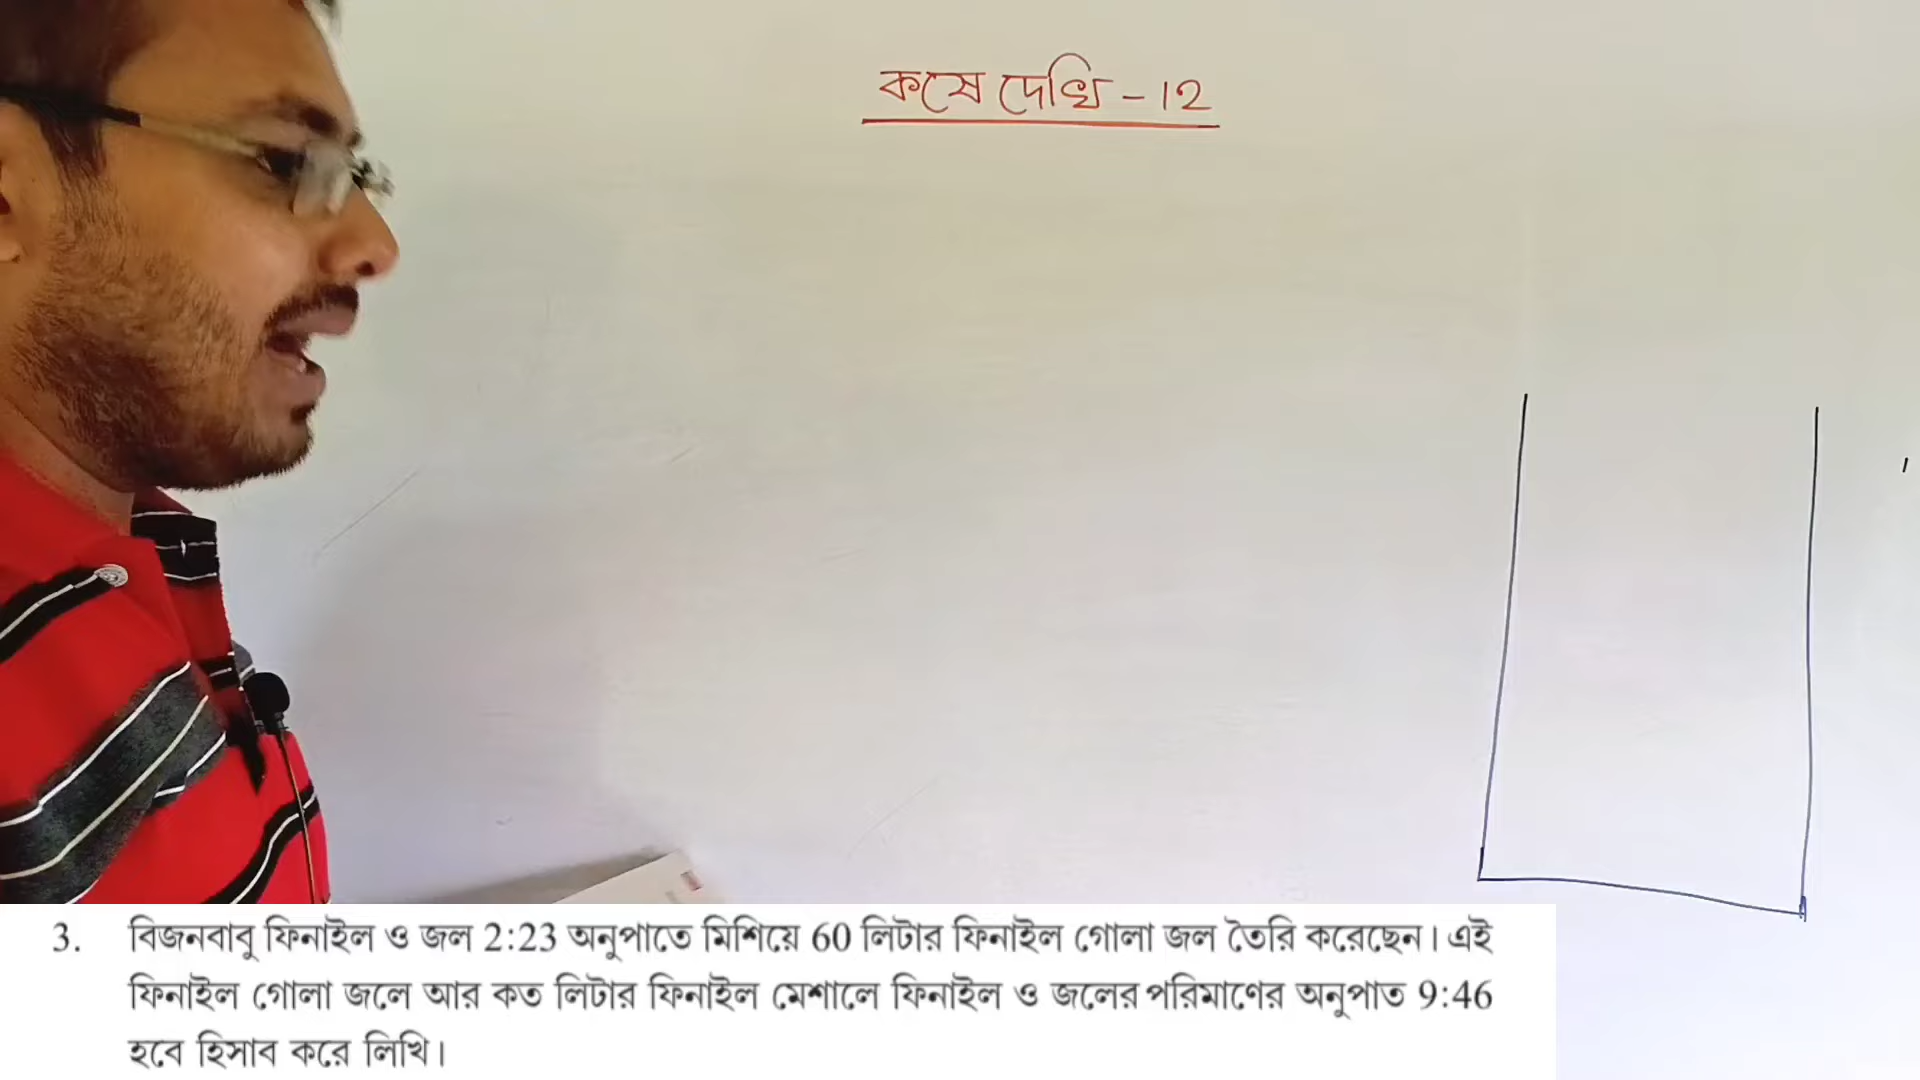 কষে দেখি - 12
3. বিজনবাবু ফিনাইল ও জল 2:23 অনুপাতে মিশিয়ে 60 লিটার ফিনাইল গোলা জল তৈরি করেছেন। এই
ফিনাইল গোলা জলে আর কত লিটার ফিনাইল মেশালে ফিনাইল ও জলের পরিমাণের অনুপাত 9:46
হবে হিসাব করে লিখি।